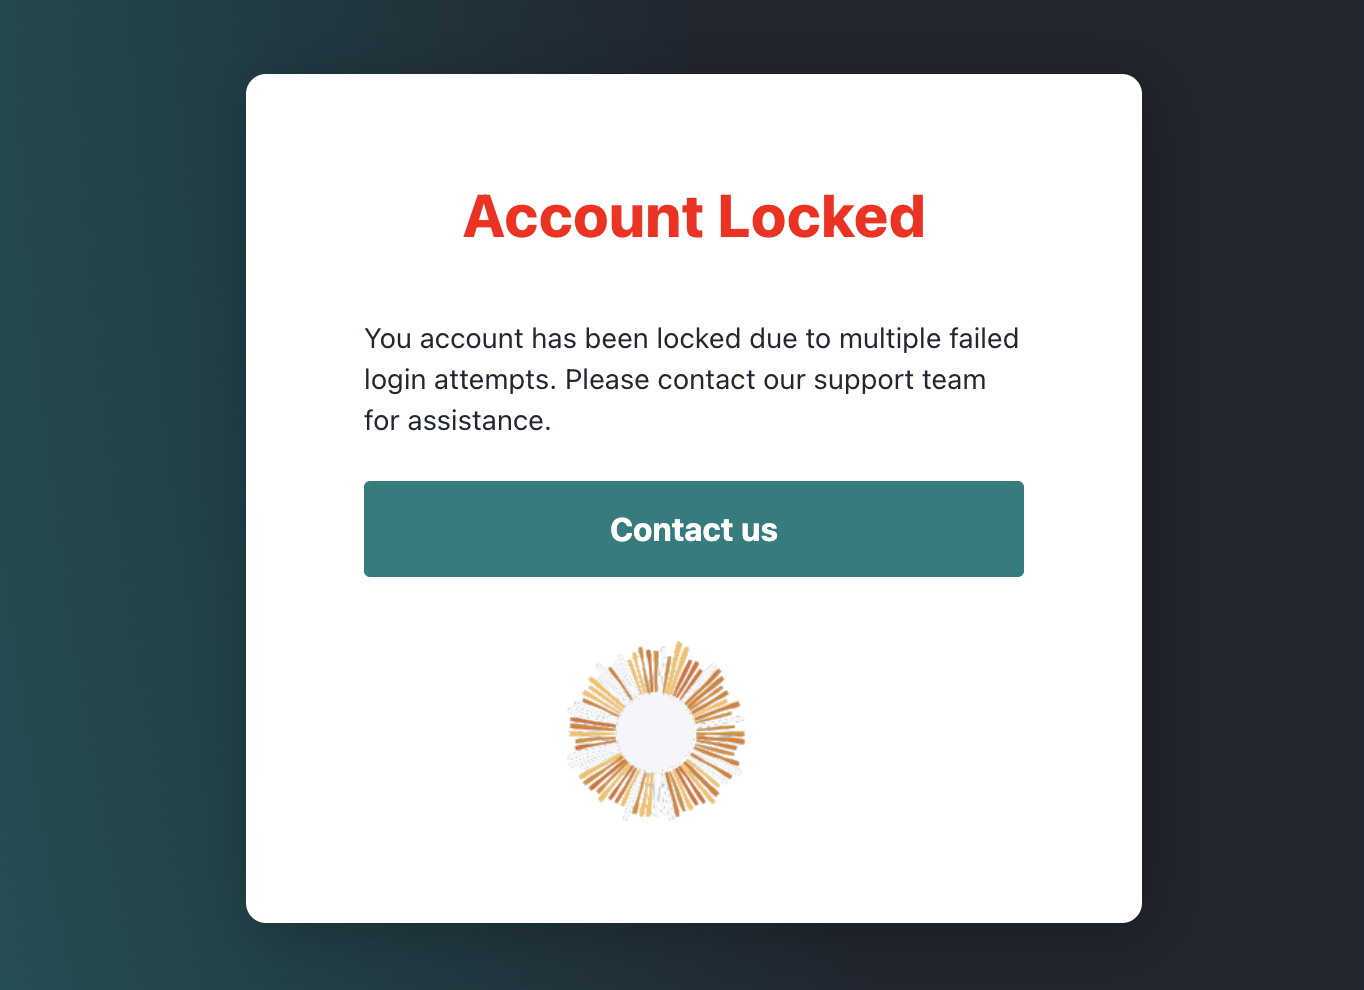 Account Locked
You account has been locked due to multiple failed
login attempts. Please contact our support team
for assistance.
Contact us